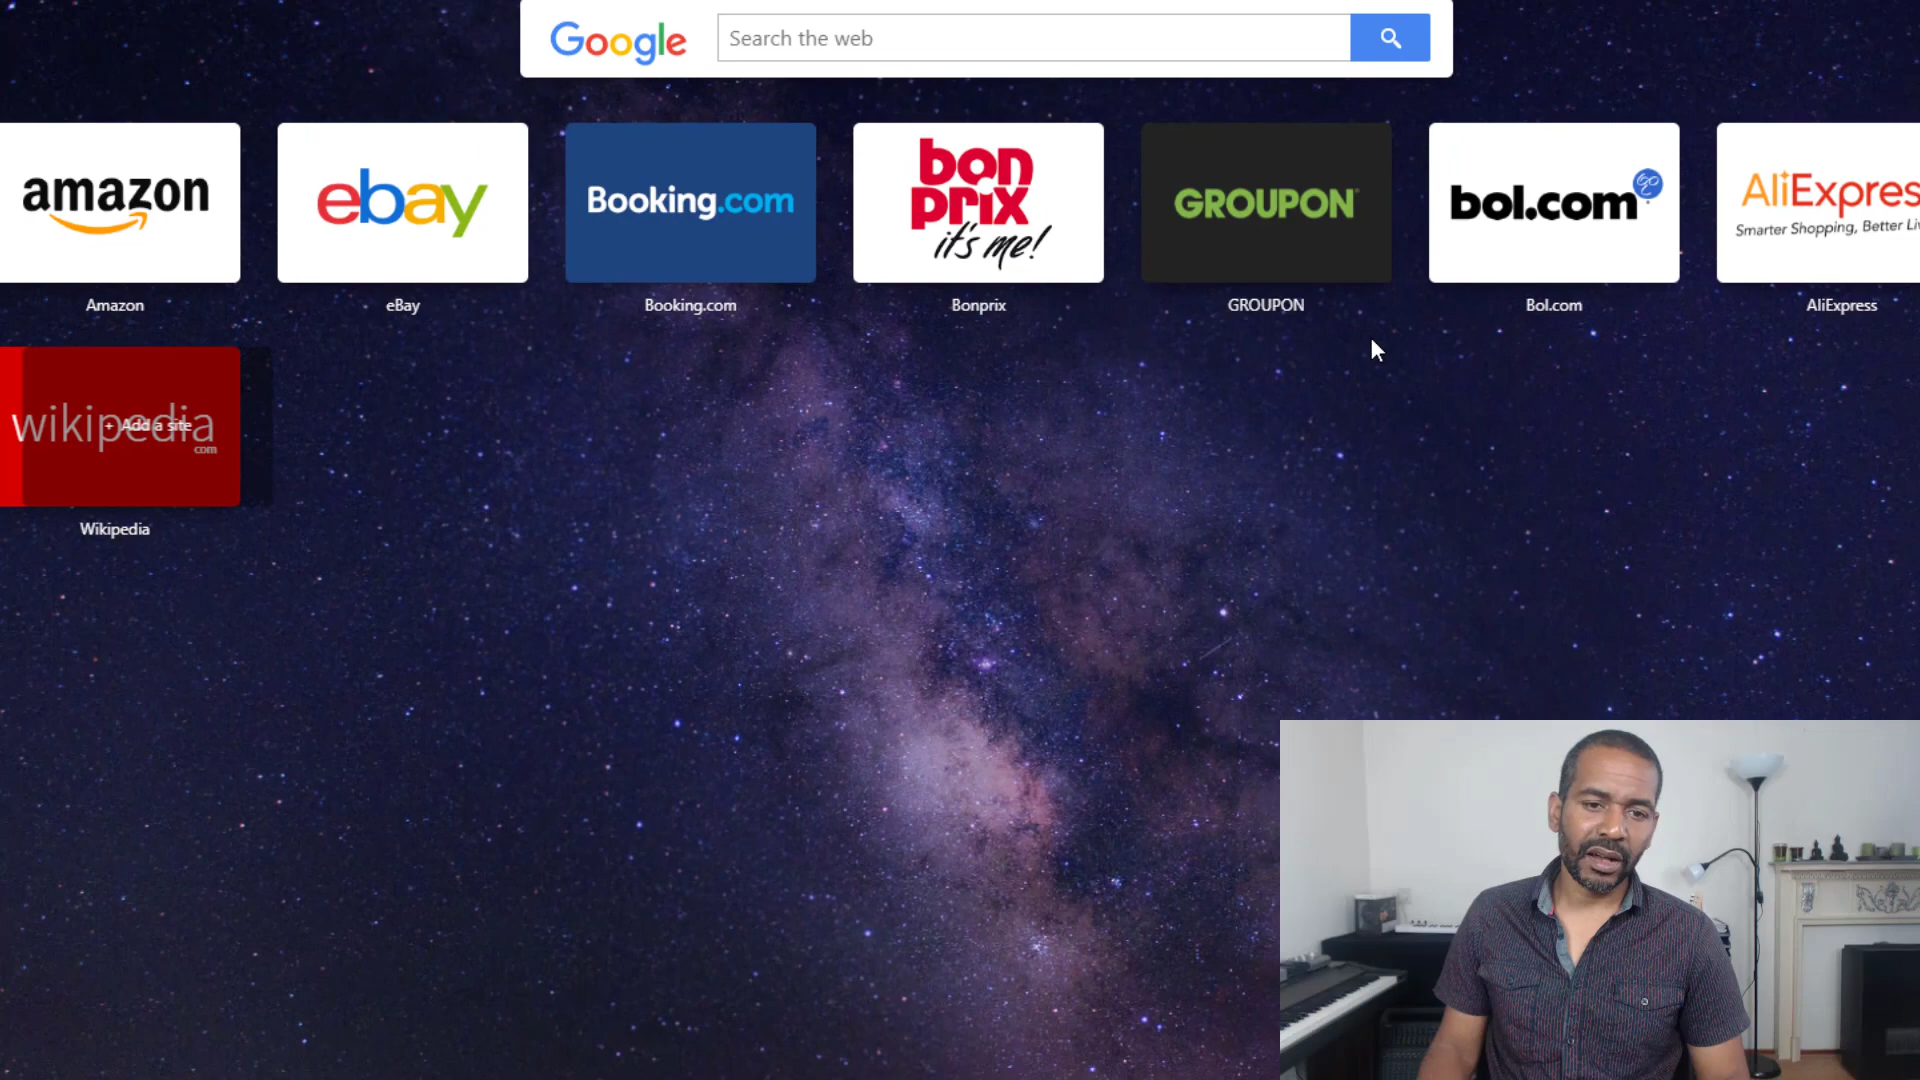 Google
Search the web
amazon
ebay
Booking.com
bon
prix
it's me!
GROUPON
bol.com
AliExpress
Smarter Shopping, Better Li
Amazon
eBay
Booking.com
Bonprix
GROUPON
Bol.com
AliExpress
wikipedia
com
+ Add a site
Wikipedia